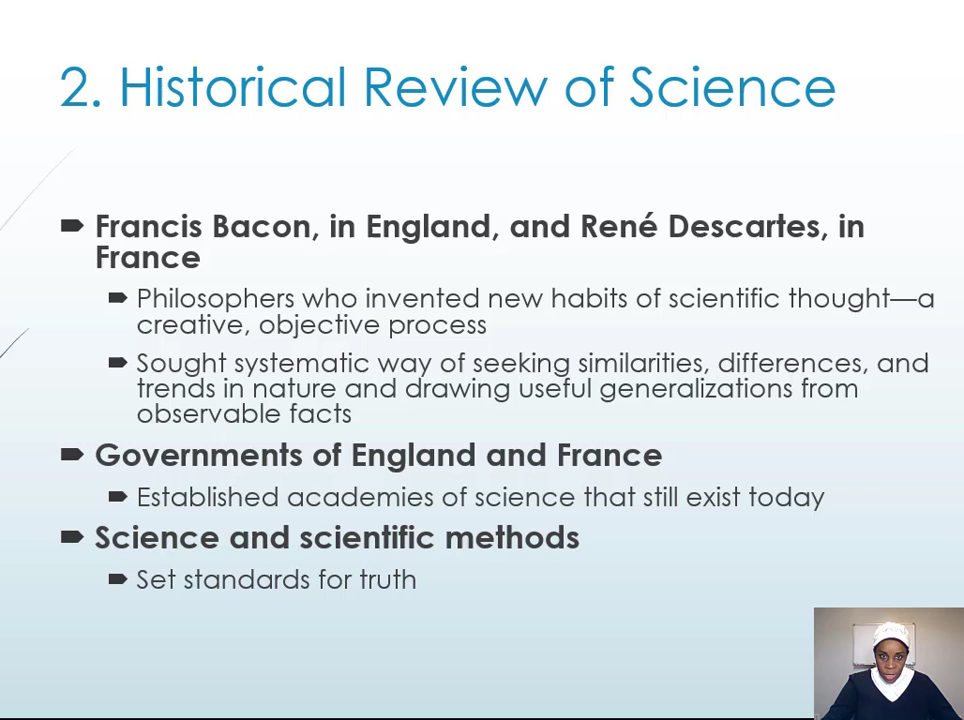 2. Historical Review of Science
Francis Bacon, in England, and René Descartes, in
France
Philosophers who invented new habits of scientific thought—a
creative, objective process
Sought systematic way of seeking similarities, differences, and
trends in nature and drawing useful generalizations from
observable facts
Governments of England and France
Established academies of science that still exist today
Science and scientific methods
Set standards for truth